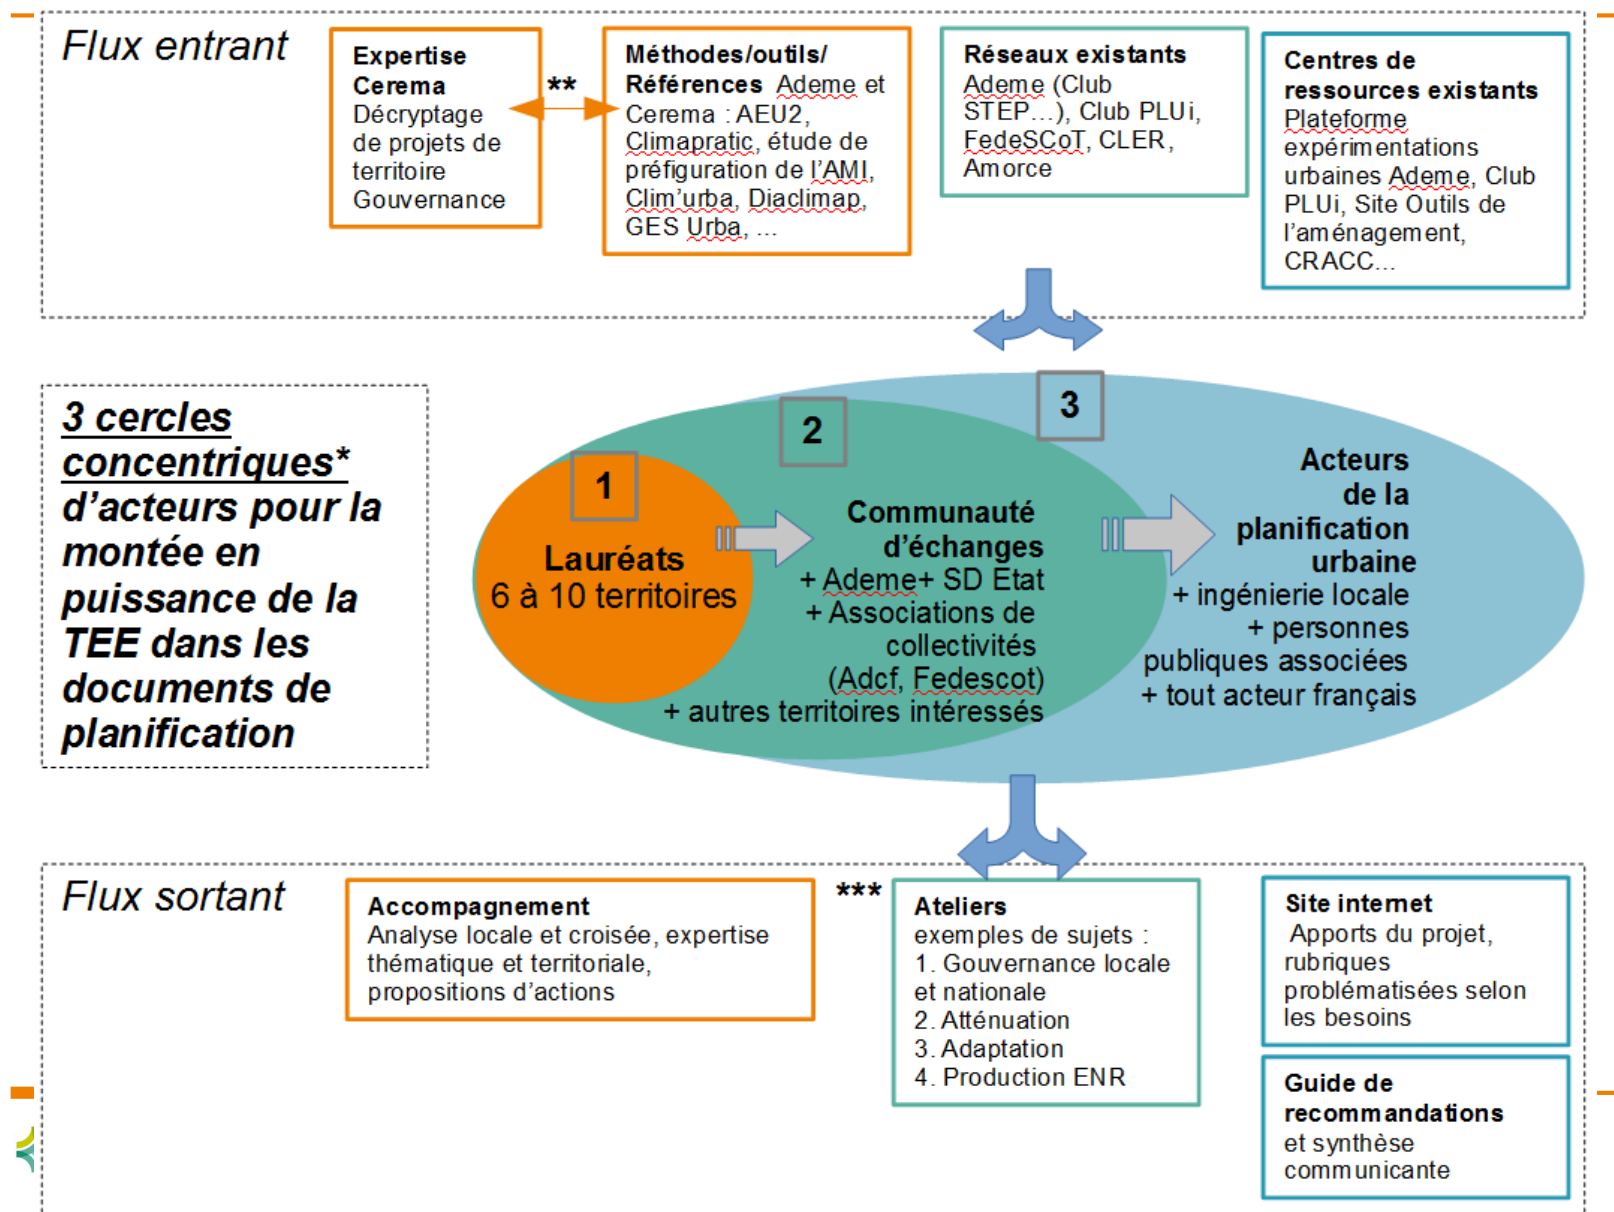 Flux entrant
Expertise
Cerema
Décryptage
de projets de
territoire
Gouvernance
**
Méthodes/outils/
Références Ademe et
Cerema : AEU2,
Climapratic, étude de
préfiguration de l’AMI,
Clim’urba, Diaclimap,
GES Urba, ...
Réseaux existants
Ademe (Club
STEP...), Club PLUi,
FedeSCoT, CLER,
Amorce
Centres de
ressources existants
Plateforme
expérimentations
urbaines Ademe, Club
PLUi, Site Outils de
l’aménagement,
CRACC...
3 cercles
concentriques*
d’acteurs pour la
montée en
puissance de la
TEE dans les
documents de
planification
1
Lauréats
6 à 10 territoires
2
Communauté
d’échanges
+ Ademe+ SD Etat
+ Associations de
collectivités
(Adcf, Fedescot)
+ autres territoires intéressés
3
Acteurs
de la
planification
urbaine
+ ingénierie locale
+ personnes
publiques associées
+ tout acteur français
Flux sortant
Accompagnement
Analyse locale et croisée, expertise
thématique et territoriale,
propositions d’actions
***
Ateliers
exemples de sujets :
1. Gouvernance locale
et nationale
2. Atténuation
3. Adaptation
4. Production ENR
Site internet
Apports du projet,
rubriques
problématisées selon
les besoins
Guide de
recommandations
et synthèse
communicante